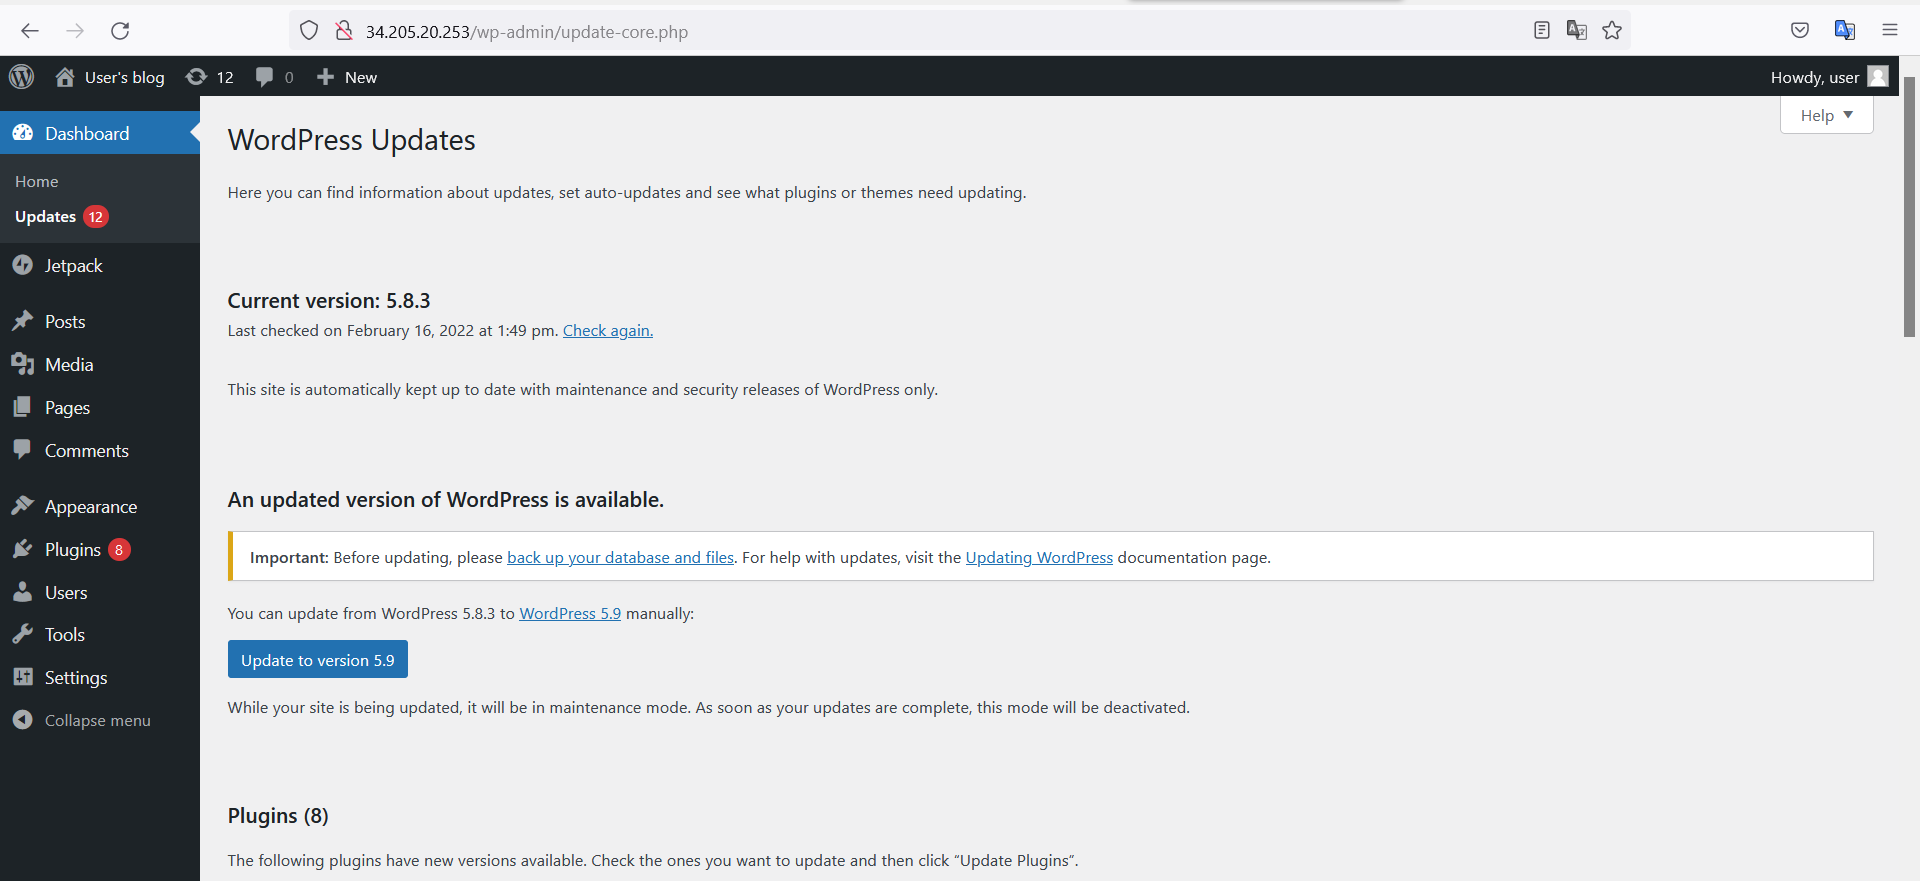 34.205.20.253/wp-admin/update-core.php
User's blog 12 0 New Howdy, user
Help
Dashboard
Home
Updates 12
Jetpack
Posts
Media
Pages
Comments
Appearance
Plugins 8
Users
Tools
Settings
Collapse menu
WordPress Updates
Here you can find information about updates, set auto-updates and see what plugins or themes need updating.
Current version: 5.8.3
Last checked on February 16, 2022 at 1:49 pm. Check again.
This site is automatically kept up to date with maintenance and security releases of WordPress only.
An updated version of WordPress is available.
Important: Before updating, please back up your database and files. For help with updates, visit the Updating WordPress documentation page.
You can update from WordPress 5.8.3 to WordPress 5.9 manually:
Update to version 5.9
While your site is being updated, it will be in maintenance mode. As soon as your updates are complete, this mode will be deactivated.
Plugins (8)
The following plugins have new versions available. Check the ones you want to update and then click “Update Plugins”.